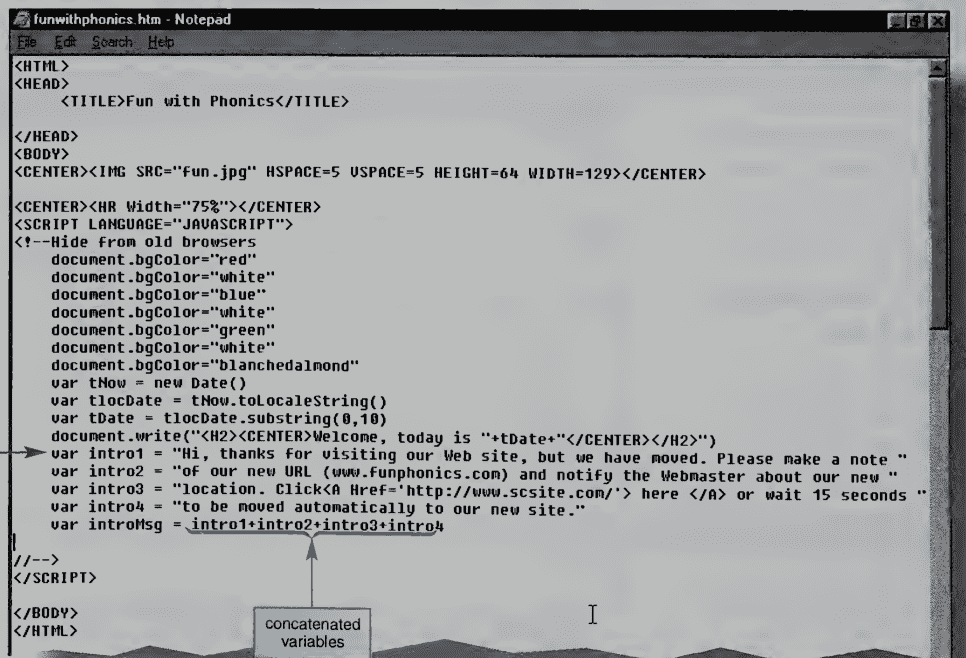 funwithphonics.htm - Notepad
File Edit Search Help
<HTML>
<HEAD>
<TITLE>Fun with Phonics</TITLE>
</HEAD>
<BODY>
<CENTER><IMG SRC="fun.jpg" HSPACE=5 VSPACE=5 HEIGHT=64 WIDTH=129></CENTER>
<CENTER><HR Width="75%"></CENTER>
<SCRIPT LANGUAGE="JAVASCRIPT">
<!--Hide from old browsers
document.bgColor="red"
document.bgColor="white"
document.bgColor="blue"
document.bgColor="white"
document.bgColor="green"
document.bgColor="white"
document.bgColor="blanchedalmond"
var tNow = new Date()
var tlocDate = tNow.toLocaleString()
var tDate = tlocDate.substring(0,10)
document.write("<H2><CENTER>Welcome, today is "+tDate+"</CENTER></H2>")
var intro1 = "Hi, thanks for visiting our Web site, but we have moved. Please make a note "
var intro2 = "of our new URL (www.funphonics.com) and notify the Webmaster about our new "
var intro3 = "location. Click<A Href='http://www.scsite.com/'> here </A> or wait 15 seconds "
var intro4 = "to be moved automatically to our new site."
var introMsg = intro1+intro2+intro3+intro4
//-->
</SCRIPT>
</BODY>
</HTML>
concatenated
variables